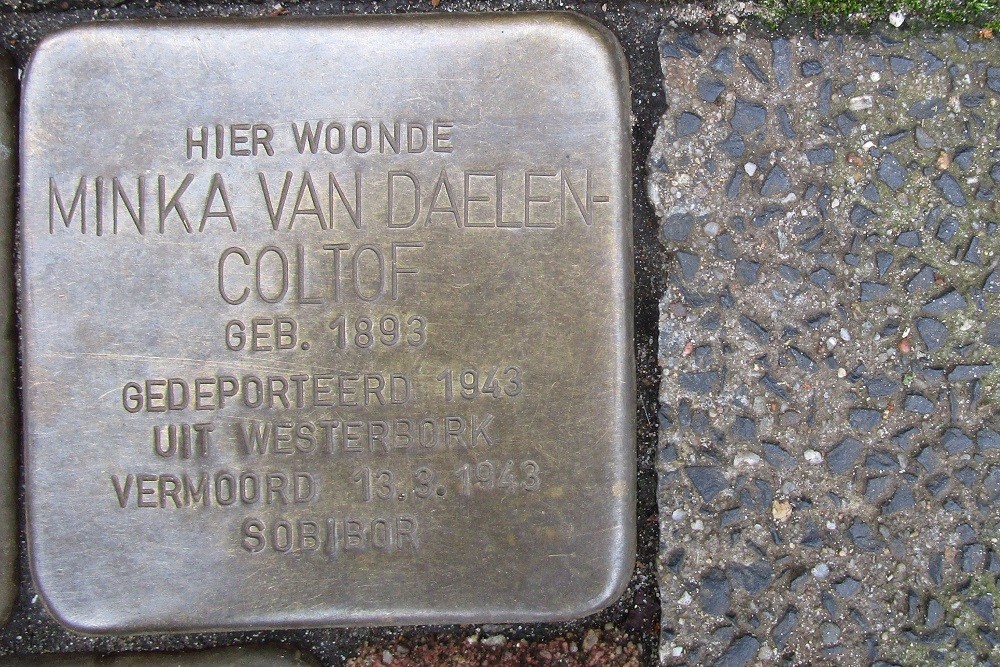 HIER WOONDE
MINKA VAN DAELEN-
COLTOF
GEB. 1893
GEDEPORTEERD 1943
UIT WESTERBORK
VERMOORD 13.3.1943
SOBIBOR